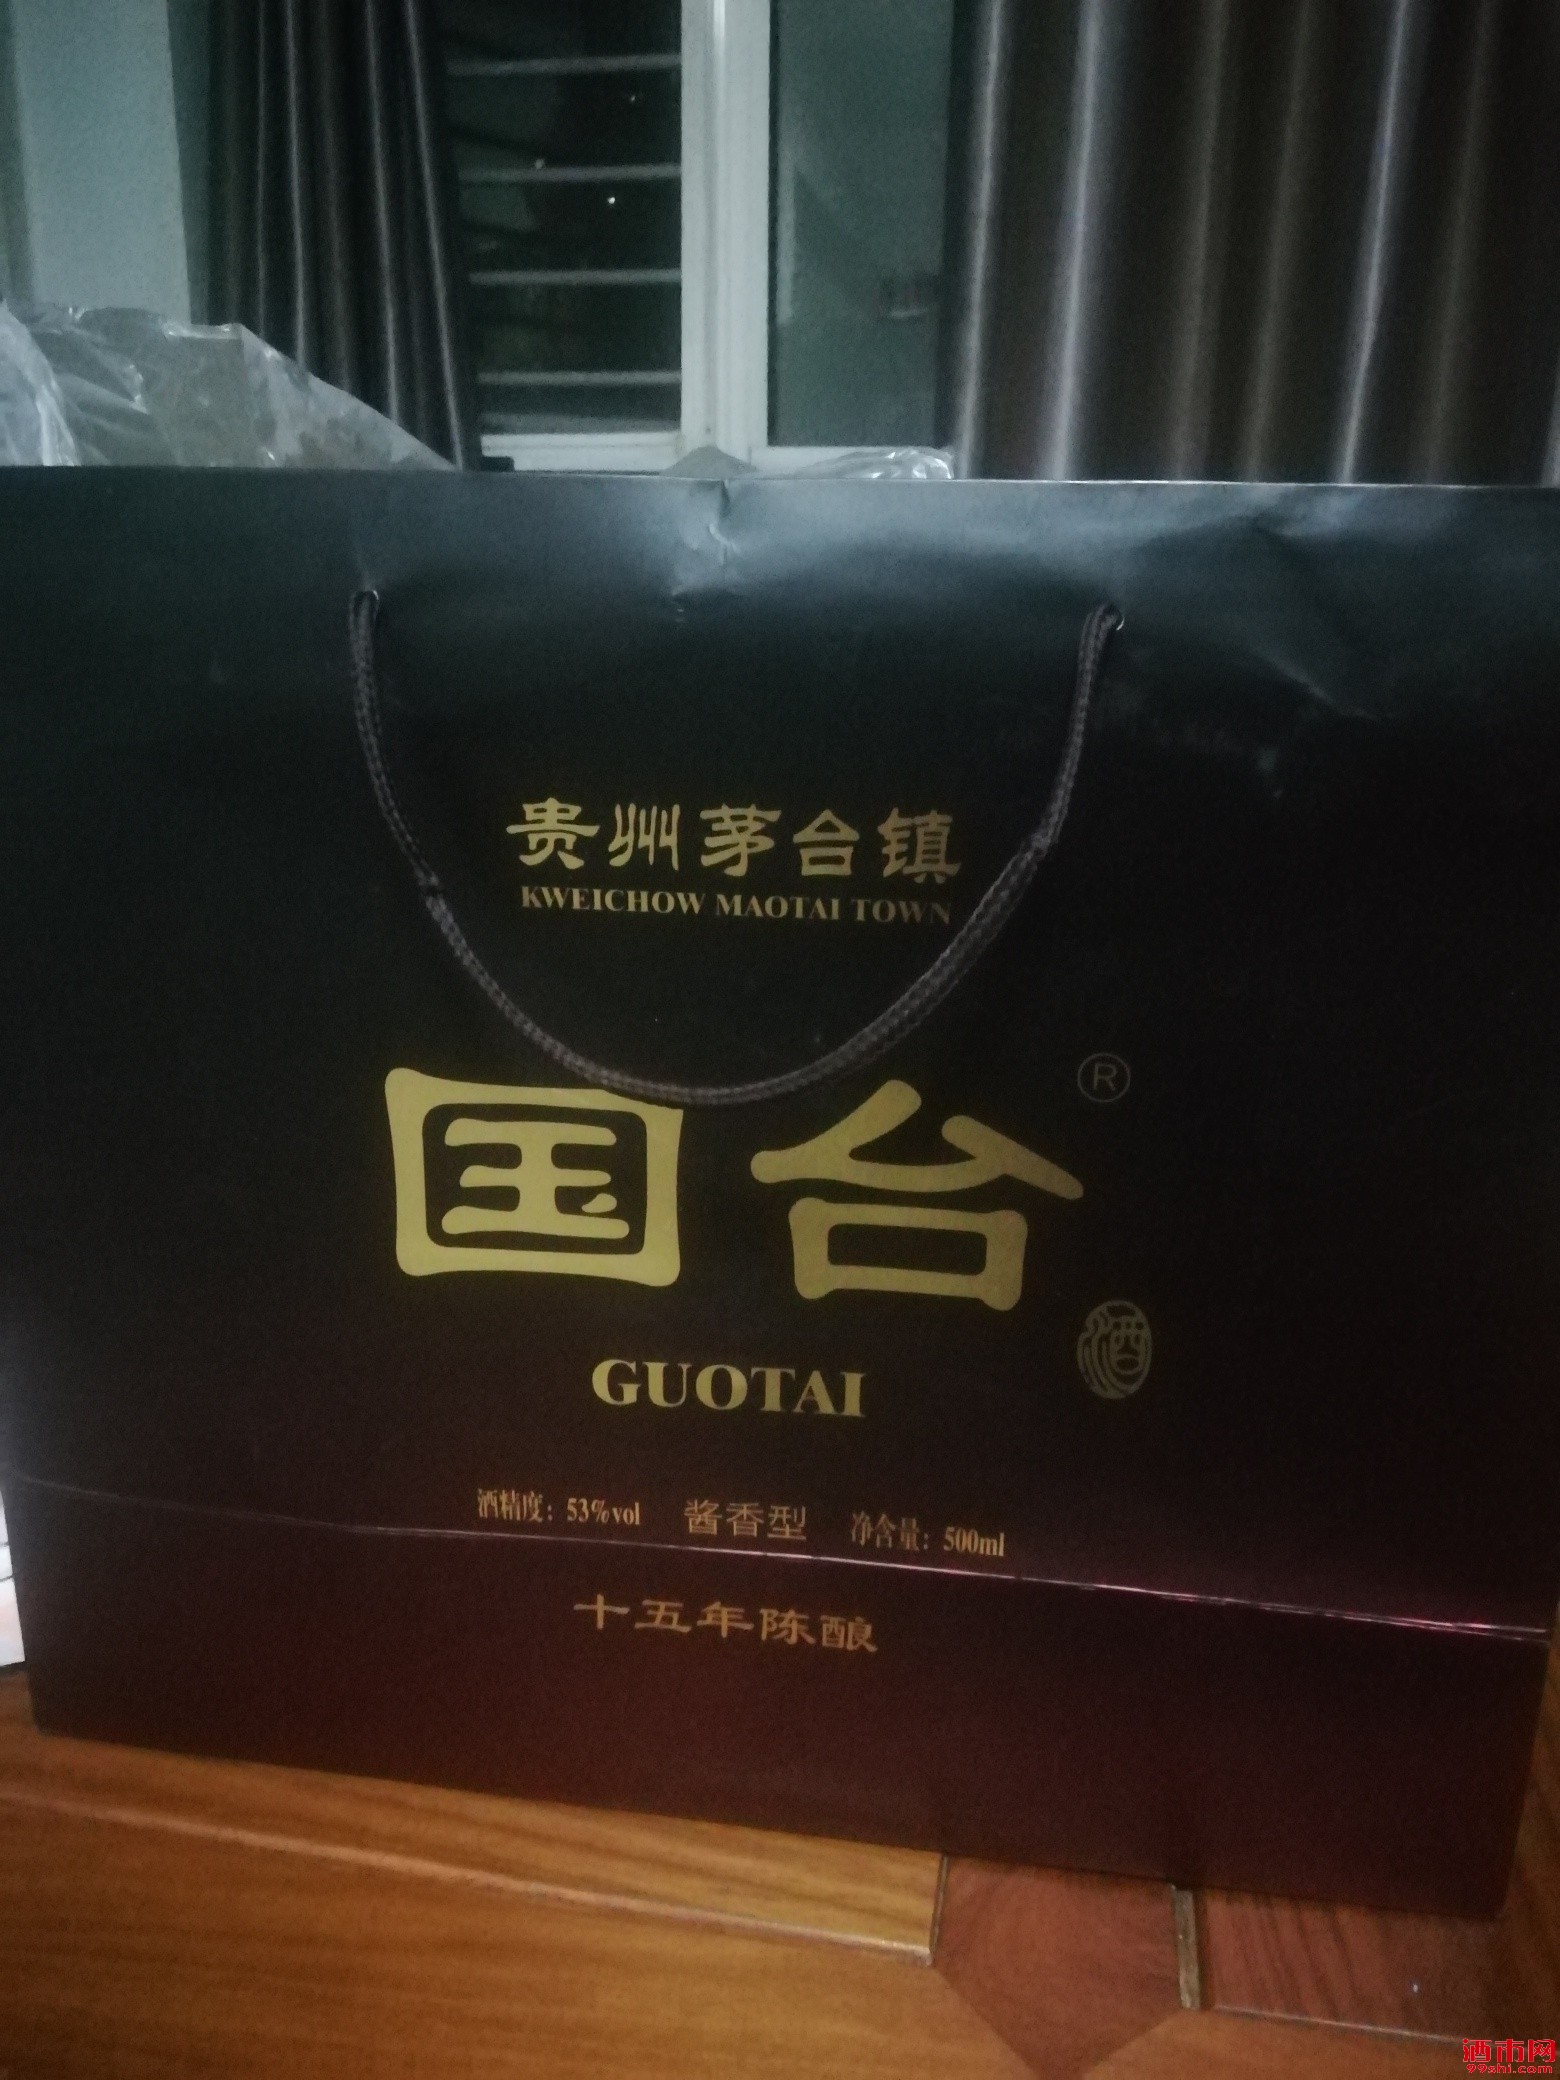 贵州茅台镇
KWEICHOW MAOTAI TOWN
国台®
酒
GUOTAI
酒精度：53%vol 酱香型 净含量：500ml
十五年陈酿
酒市网
99shi.com